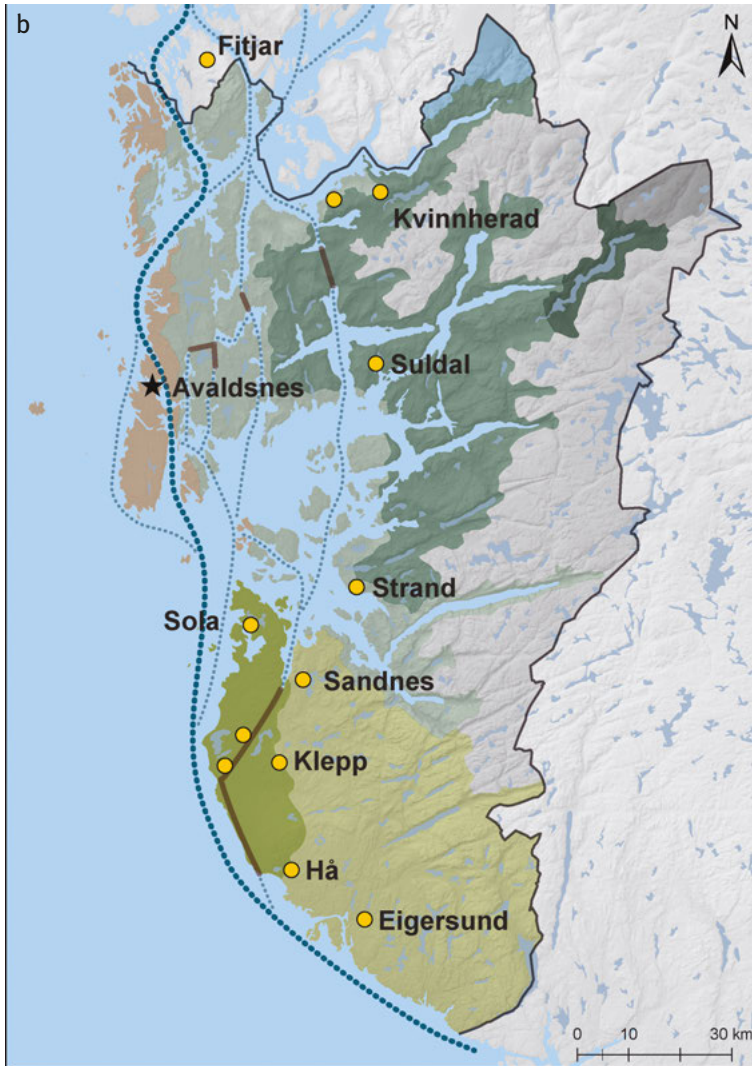 b
N
Fitjar
Kvinnherad
Suldal
Avaldsnes
Strand
Sola
Sandnes
Klepp
Hå
Eigersund
0 10 30 km